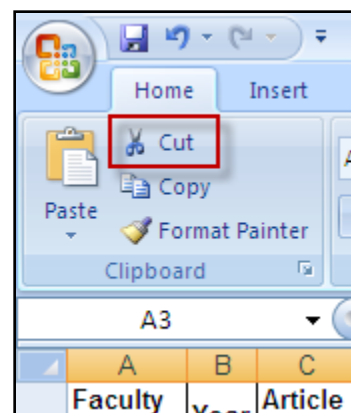 Home Insert
Cut
Copy
Paste
Format Painter
Clipboard
A3
A B C
Faculty Year Article